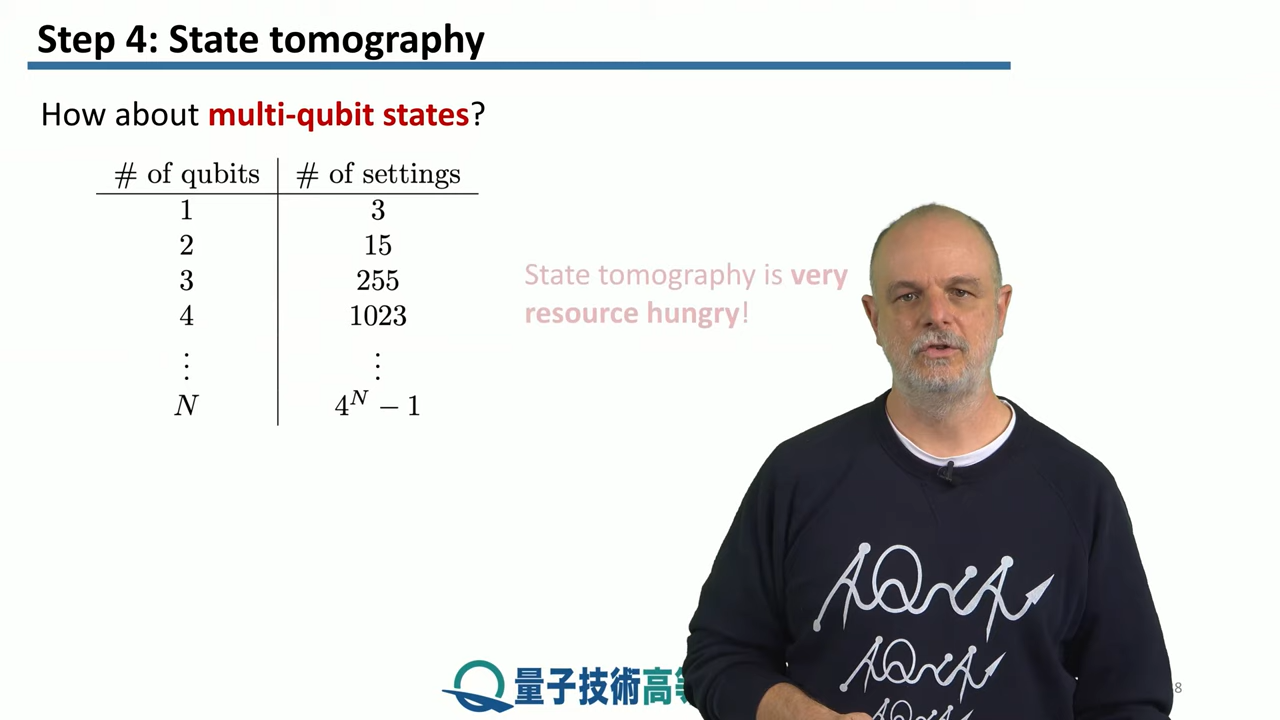 Step 4: State tomography
How about multi-qubit states?
# of qubits # of settings
1 3
2 15
3 255
4 1023
⋮ ⋮
N 4^N − 1
State tomography is very
resource hungry!
量子技術高等
8